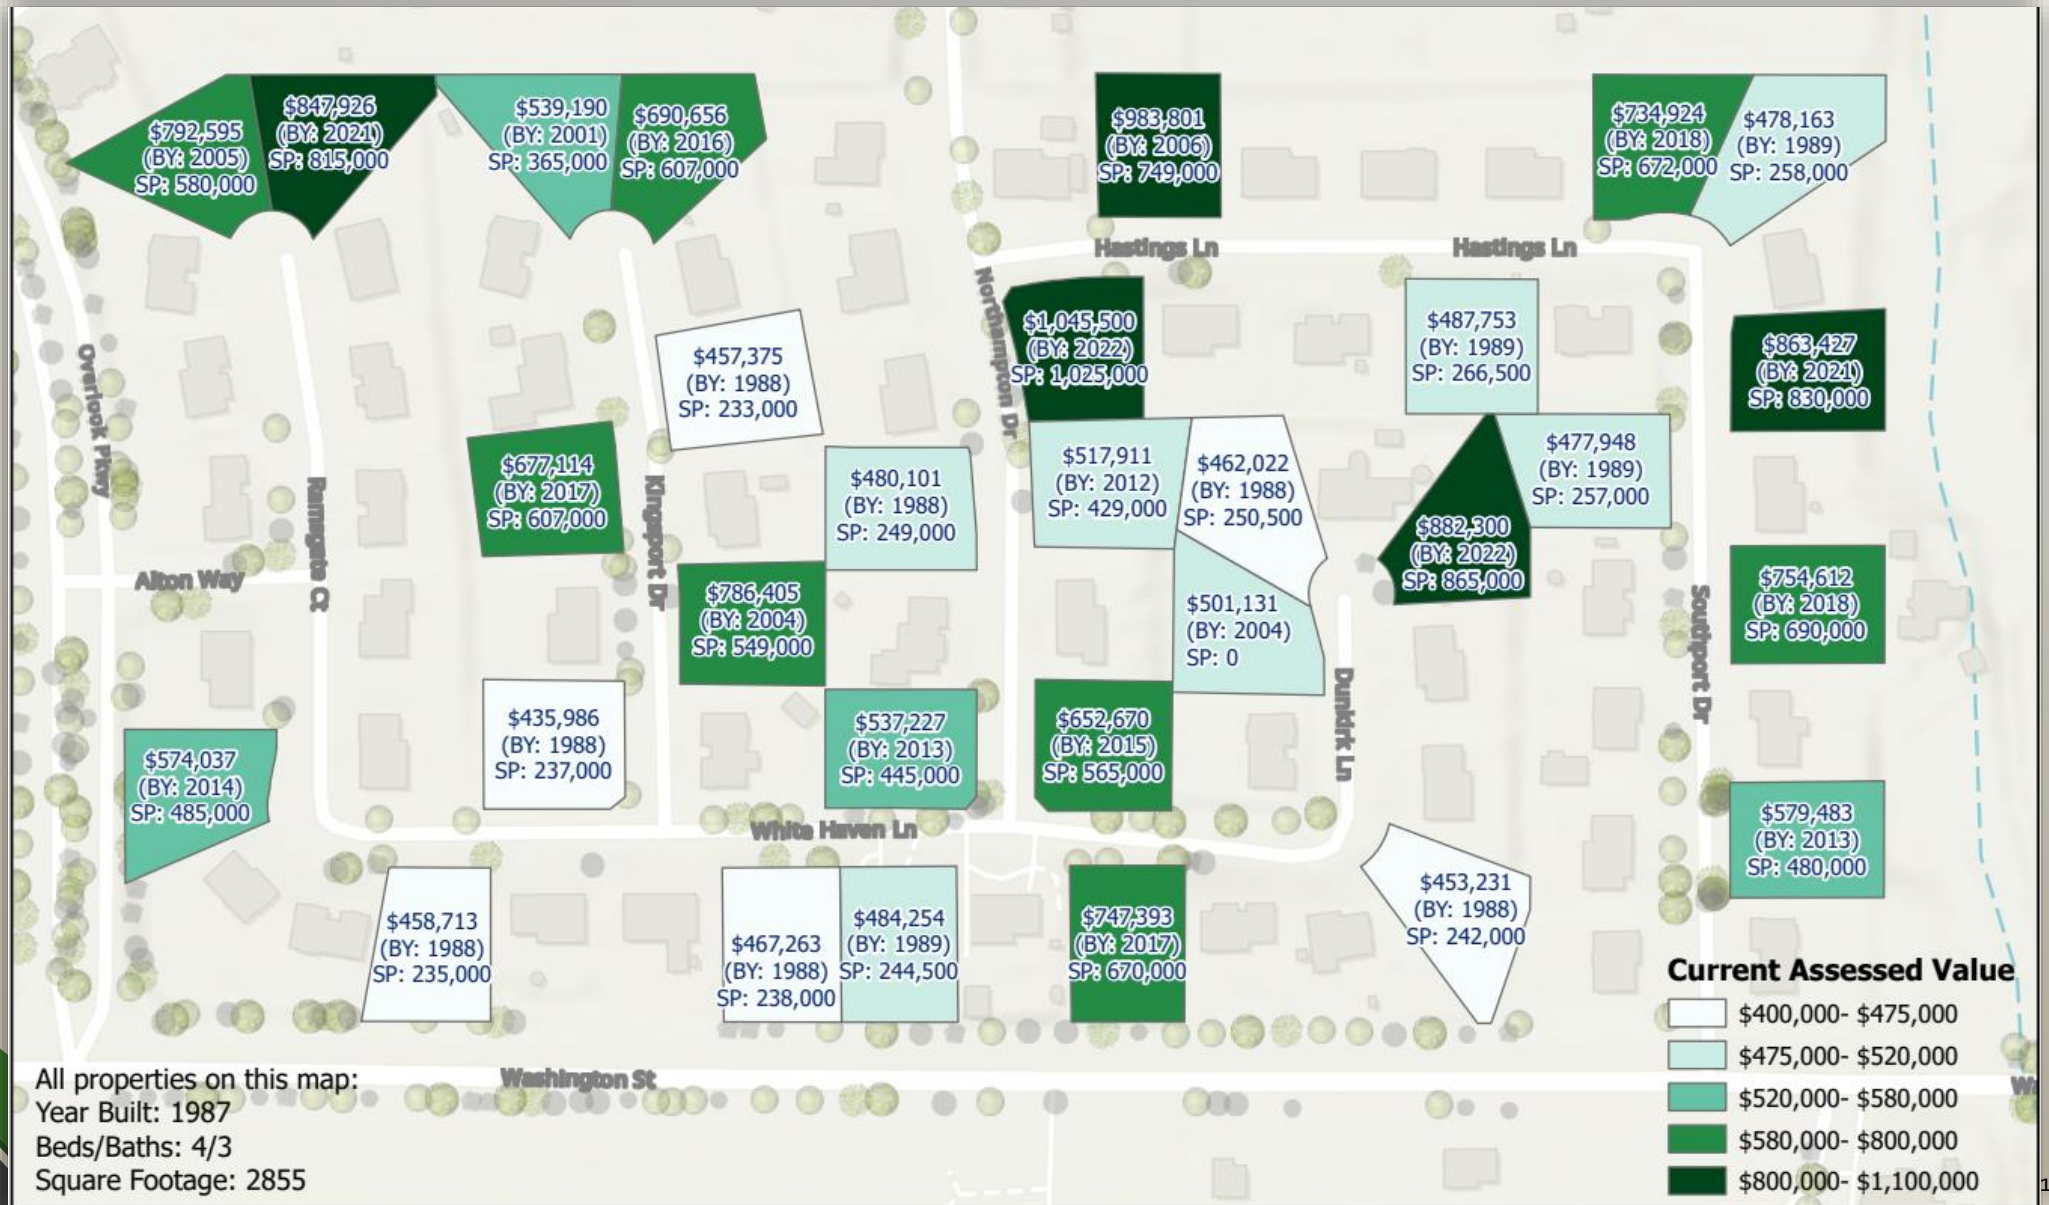 $792,595
(BY: 2005)
SP: 580,000
$847,926
(BY: 2021)
SP: 815,000
$539,190
(BY: 2001)
SP: 365,000
$690,656
(BY: 2016)
SP: 607,000
$983,801
(BY: 2006)
SP: 749,000
$734,924
(BY: 2018)
SP: 672,000
$478,163
(BY: 1989)
SP: 258,000
Hastings Ln
Hastings Ln
$1,045,500
(BY: 2022)
SP: 1,025,000
$487,753
(BY: 1989)
SP: 266,500
$863,427
(BY: 2021)
SP: 830,000
$457,375
(BY: 1988)
SP: 233,000
Overlook Pkwy
Northampton Dr
$677,114
(BY: 2017)
SP: 607,000
$480,101
(BY: 1988)
SP: 249,000
$517,911
(BY: 2012)
SP: 429,000
$462,022
(BY: 1988)
SP: 250,500
$477,948
(BY: 1989)
SP: 257,000
$882,300
(BY: 2022)
SP: 865,000
Ramsgate Ct
Kingsport Dr
Alton Way
$786,405
(BY: 2004)
SP: 549,000
$501,131
(BY: 2004)
SP: 0
$754,612
(BY: 2018)
SP: 690,000
Southport Dr
Dunkirk Ln
$435,986
(BY: 1988)
SP: 237,000
$537,227
(BY: 2013)
SP: 445,000
$652,670
(BY: 2015)
SP: 565,000
$574,037
(BY: 2014)
SP: 485,000
$579,483
(BY: 2013)
SP: 480,000
White Haven Ln
$458,713
(BY: 1988)
SP: 235,000
$467,263
(BY: 1988)
SP: 238,000
$484,254
(BY: 1989)
SP: 244,500
$747,393
(BY: 2017)
SP: 670,000
$453,231
(BY: 1988)
SP: 242,000
Washington St
All properties on this map:
Year Built: 1987
Beds/Baths: 4/3
Square Footage: 2855
Current Assessed Value
$400,000- $475,000
$475,000- $520,000
$520,000- $580,000
$580,000- $800,000
$800,000- $1,100,000